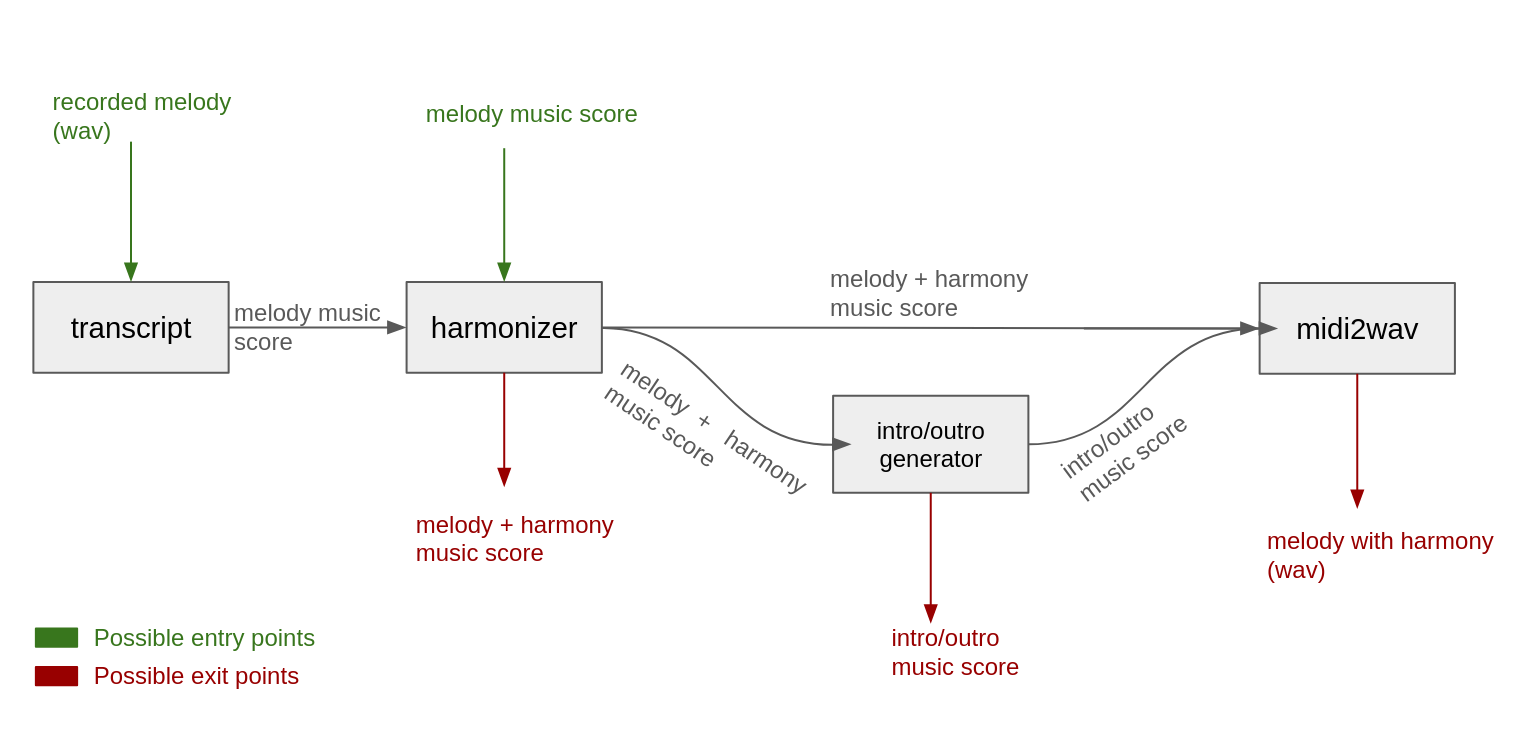 recorded melody
(wav)
melody music score
transcript
melody music
score
harmonizer
melody + harmony
music score
midi2wav
melody + harmony
music score
intro/outro
generator
intro/outro
music score
melody + harmony
music score
melody with harmony
(wav)
intro/outro
music score
Possible entry points
Possible exit points